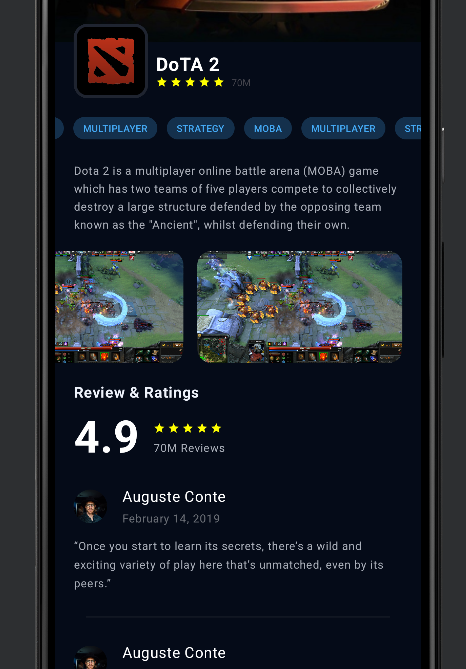 DoTA 2
70M
MULTIPLAYER
STRATEGY
MOBA
MULTIPLAYER
STR
Dota 2 is a multiplayer online battle arena (MOBA) game
which has two teams of five players compete to collectively
destroy a large structure defended by the opposing team
known as the "Ancient", whilst defending their own.
Review & Ratings
4.9
70M Reviews
Auguste Conte
February 14, 2019
“Once you start to learn its secrets, there's a wild and
exciting variety of play here that's unmatched, even by its
peers.”
Auguste Conte